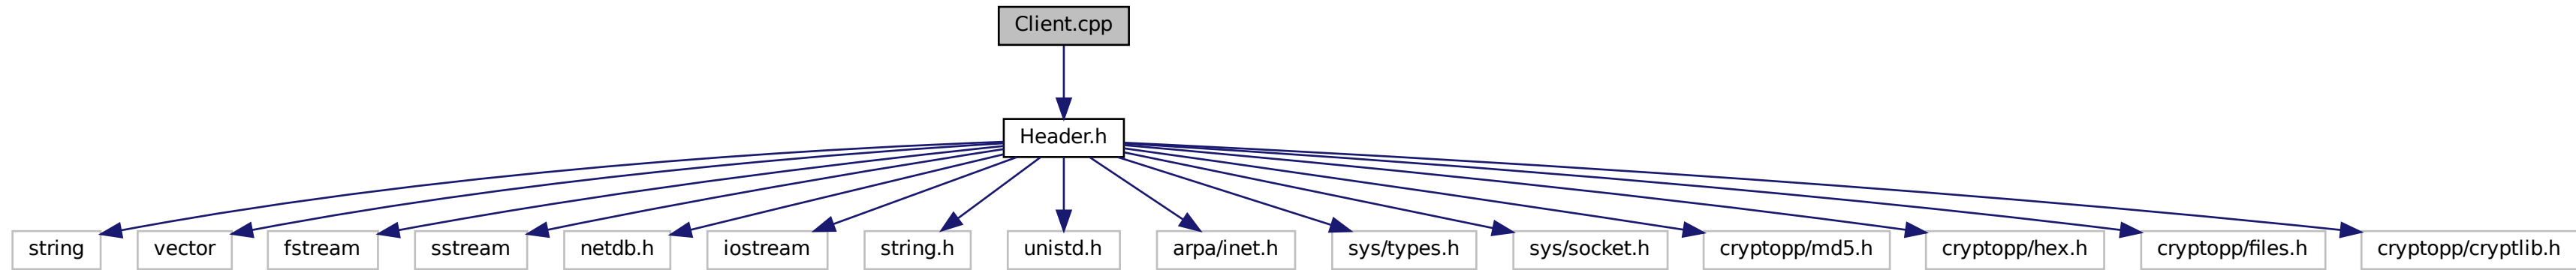 Client.cpp
Header.h
string
vector
fstream
sstream
netdb.h
iostream
string.h
unistd.h
arpa/inet.h
sys/types.h
sys/socket.h
cryptopp/md5.h
cryptopp/hex.h
cryptopp/files.h
cryptopp/cryptlib.h